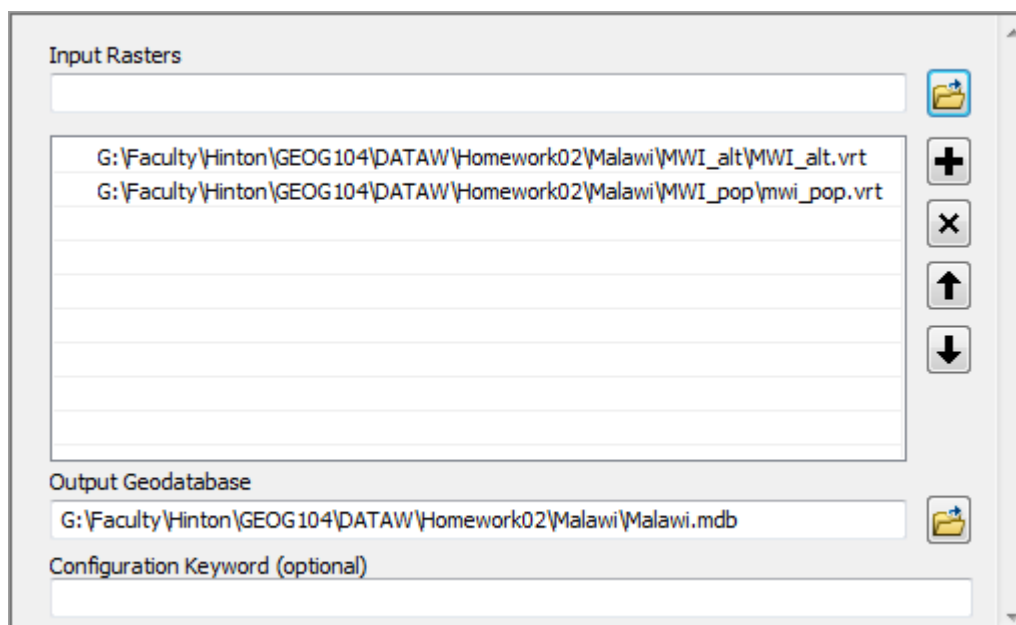 Input Rasters
G:\Faculty\Hinton\GEOG104\DATAW\Homework02\Malawi\MWI_alt\MWI_alt.vrt
G:\Faculty\Hinton\GEOG104\DATAW\Homework02\Malawi\MWI_pop\mwi_pop.vrt
Output Geodatabase
G:\Faculty\Hinton\GEOG104\DATAW\Homework02\Malawi\Malawi.mdb
Configuration Keyword (optional)